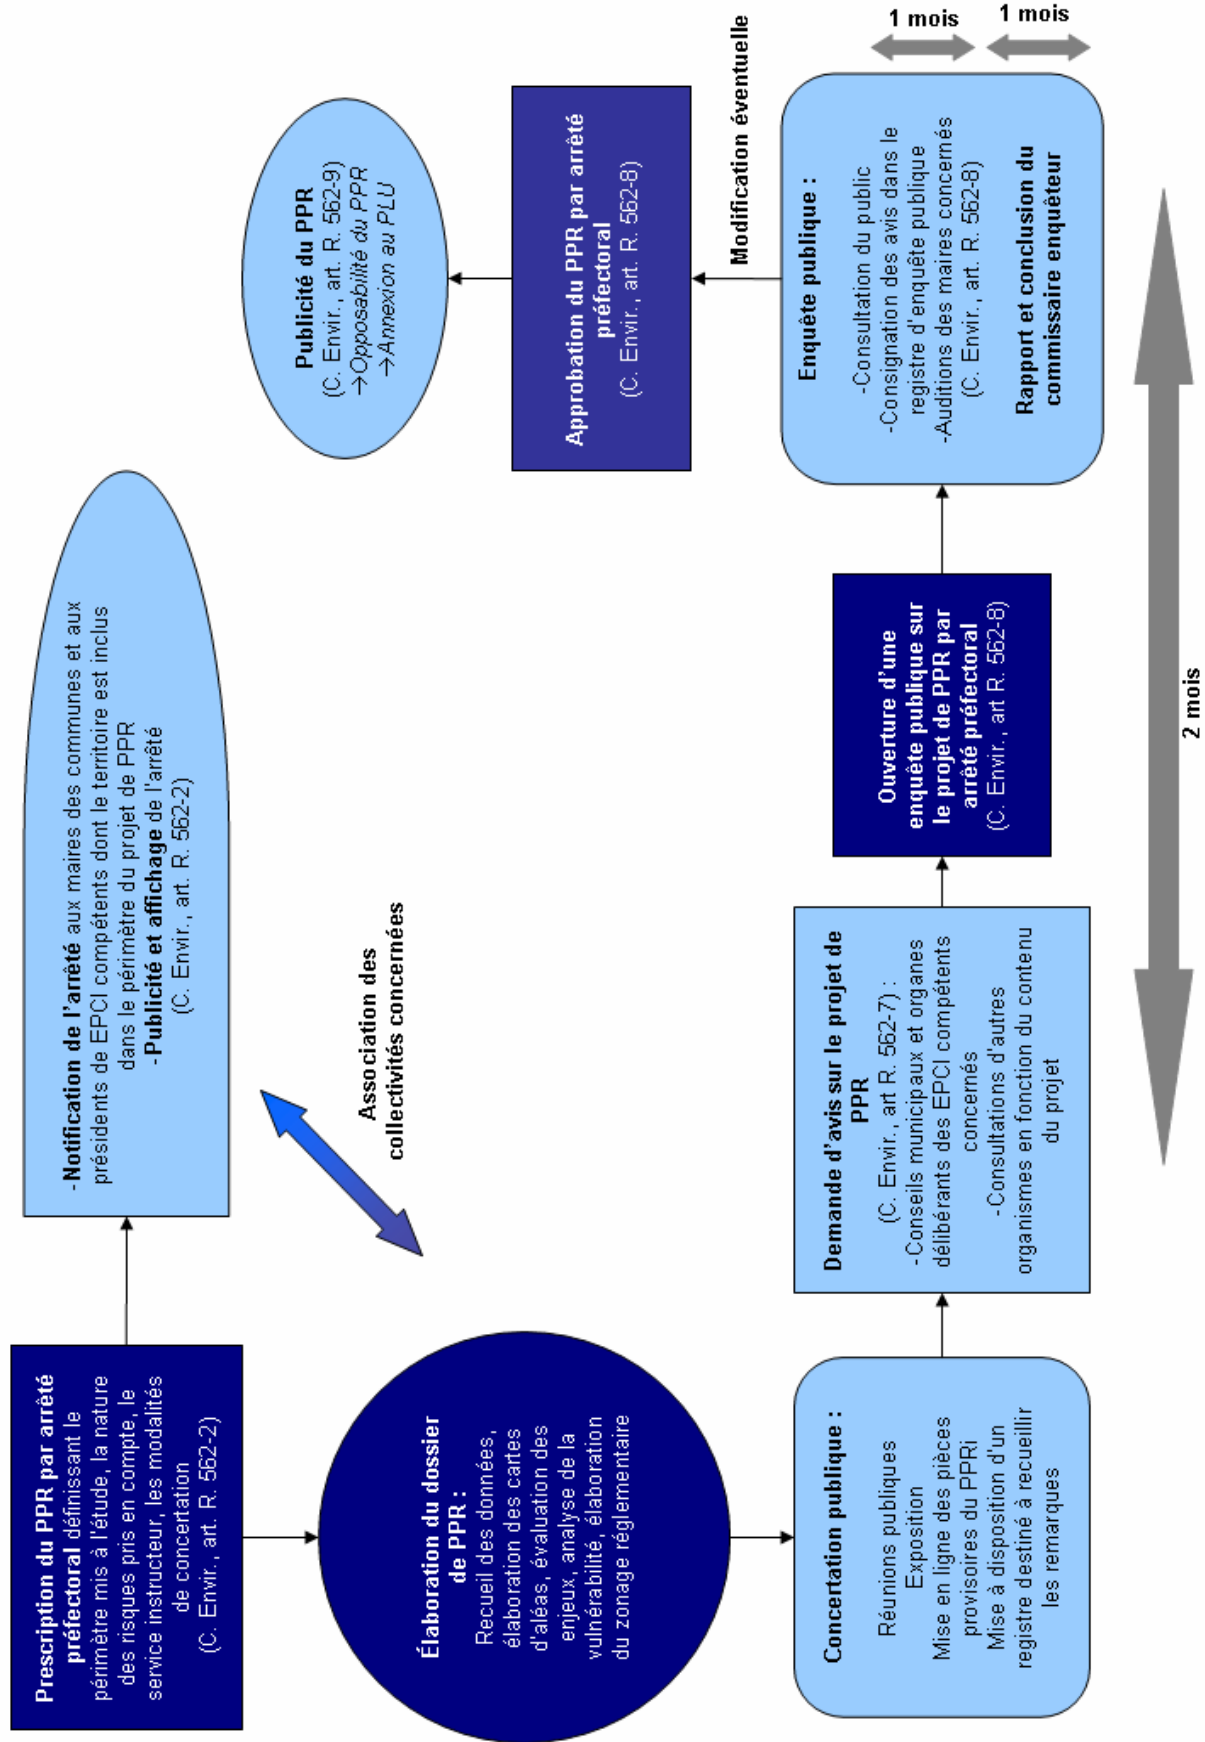 Prescription du PPR par arrêté
préfectoral définissant le
périmètre mis à l'étude, la nature
des risques pris en compte, le
service instructeur, les modalités
de concertation
(C. Envir., art. R. 562-2)
-Notification de l'arrêté aux maires des communes et aux
présidents de EPCI compétents dont le territoire est inclus
dans le périmètre du projet de PPR
-Publicité et affichage de l'arrêté
(C. Envir., art. R. 562-2)
Association des
collectivités concernées
Élaboration du dossier
de PPR :
Recueil des données,
élaboration des cartes
d'aléas, évaluation des
enjeux, analyse de la
vulnérabilité, élaboration
du zonage réglementaire
Concertation publique :
Réunions publiques
Exposition
Mise en ligne des pièces
provisoires du PPRi
Mise à disposition d'un
registre destiné à recueillir
les remarques
Demande d'avis sur le projet de
PPR
(C. Envir., art R. 562-7) :
-Conseils municipaux et organes
délibérants des EPCI compétents
concernés
-Consultations d'autres
organismes en fonction du contenu
du projet
Ouverture d'une
enquête publique sur
le projet de PPR par
arrêté préfectoral
(C. Envir., art R. 562-8)
Enquête publique :
-Consultation du public
-Consignation des avis dans le
registre d'enquête publique
-Auditions des maires concernés
(C. Envir., art. R. 562-8)
Rapport et conclusion du
commissaire enquêteur
1 mois
1 mois
2 mois
Modification éventuelle
Approbation du PPR par arrêté
préfectoral
(C. Envir., art. R. 562-8)
Publicité du PPR
(C. Envir., art. R. 562-9)
→Opposabilité du PPR
→Annexion au PLU